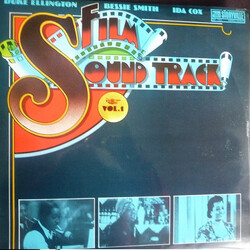 DUKE ELLINGTON BESSIE SMITH IDA COX
FILM
SOUND TRACK!
VOL.1